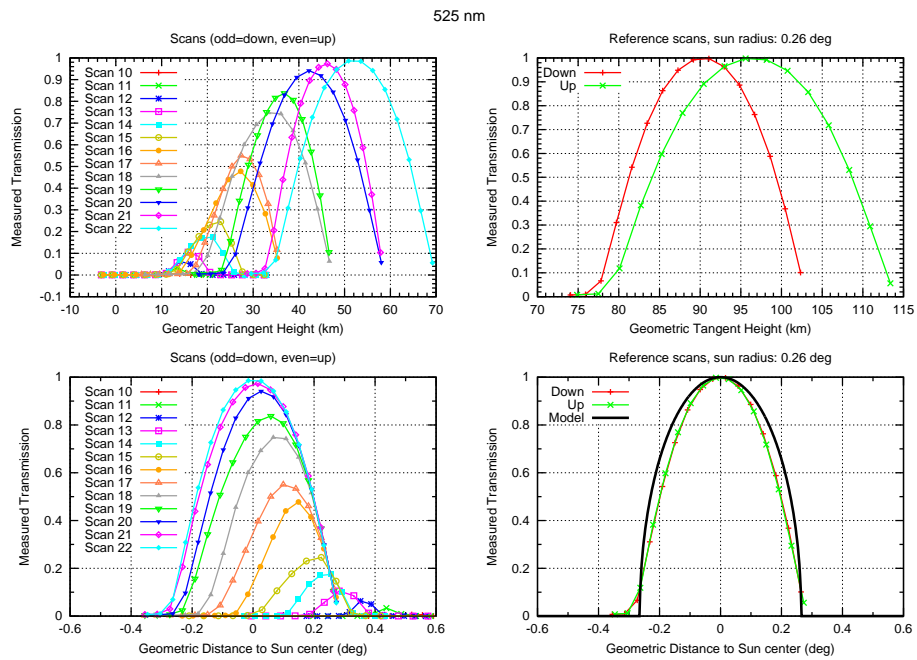 525 nm
Scans (odd=down, even=up)
Measured Transmission
1
0.9
0.8
0.7
0.6
0.5
0.4
0.3
0.2
0.1
0
-0.1
Scan 10
Scan 11
Scan 12
Scan 13
Scan 14
Scan 15
Scan 16
Scan 17
Scan 18
Scan 19
Scan 20
Scan 21
Scan 22
-10 0 10 20 30 40 50 60 70
Geometric Tangent Height (km)
Reference scans, sun radius: 0.26 deg
Measured Transmission
1
0.9
0.8
0.7
0.6
0.5
0.4
0.3
0.2
0.1
0
Down
Up
70 75 80 85 90 95 100 105 110 115
Geometric Tangent Height (km)
Scans (odd=down, even=up)
Measured Transmission
1
0.8
0.6
0.4
0.2
0
Scan 10
Scan 11
Scan 12
Scan 13
Scan 14
Scan 15
Scan 16
Scan 17
Scan 18
Scan 19
Scan 20
Scan 21
Scan 22
-0.6 -0.4 -0.2 0 0.2 0.4 0.6
Geometric Distance to Sun center (deg)
Reference scans, sun radius: 0.26 deg
Measured Transmission
1
0.8
0.6
0.4
0.2
0
Down
Up
Model
-0.6 -0.4 -0.2 0 0.2 0.4 0.6
Geometric Distance to Sun center (deg)